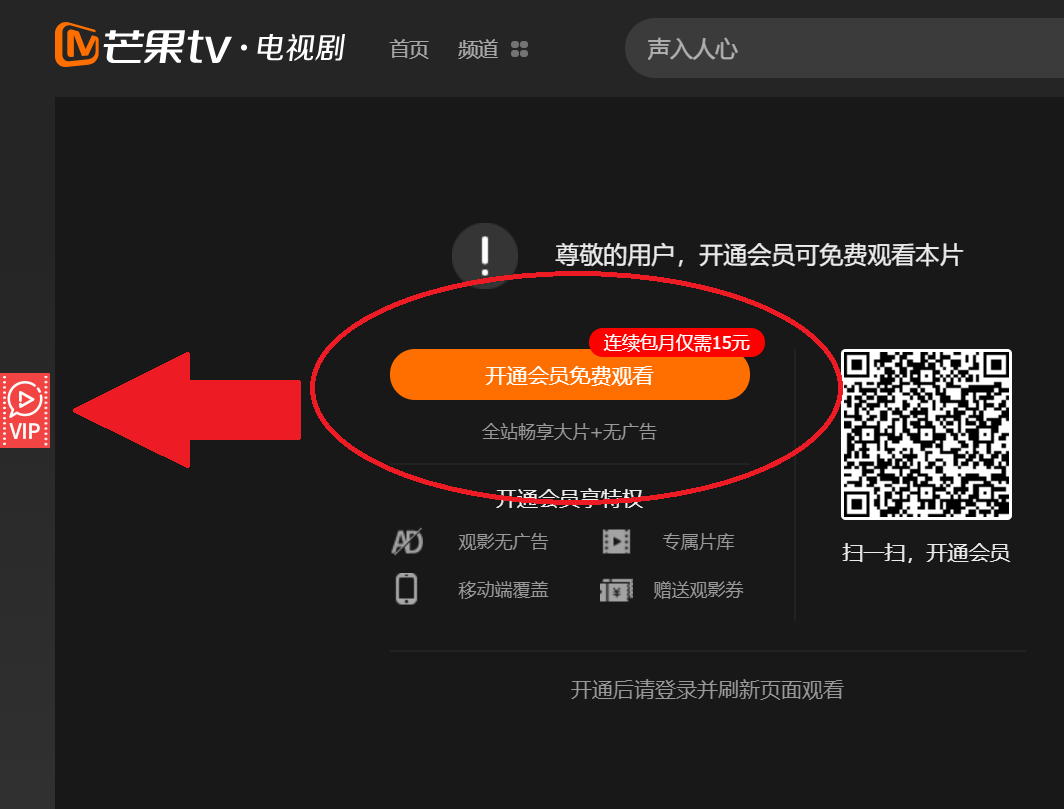 芒果tv·电视剧 首页 频道 声入人心
尊敬的用户，开通会员可免费观看本片
连续包月仅需15元
开通会员免费观看
全站畅享大片+无广告
VIP
开通会员享特权
AD 观影无广告 专属片库
移动端覆盖 ¥ 赠送观影券
扫一扫，开通会员
开通后请登录并刷新页面观看